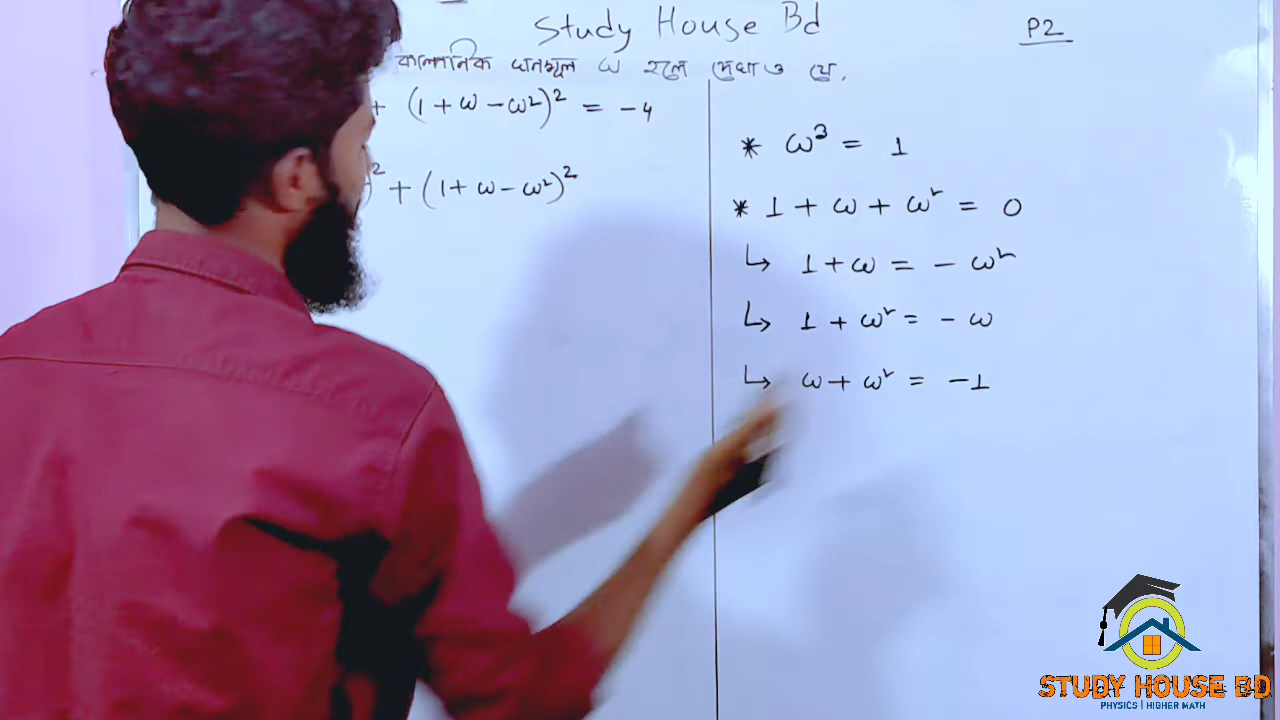 Study House Bd
P2
কাল্পনিক ঘনমূল ω হলে দেখাও যে,
+ (1 + ω - ω²)² = -4
)² + (1 + ω - ω²)²
* ω³ = 1
* 1 + ω + ω² = 0
↳ 1 + ω = - ω²
↳ 1 + ω² = - ω
↳ ω + ω² = -1
STUDY HOUSE BD
PHYSICS | HIGHER MATH